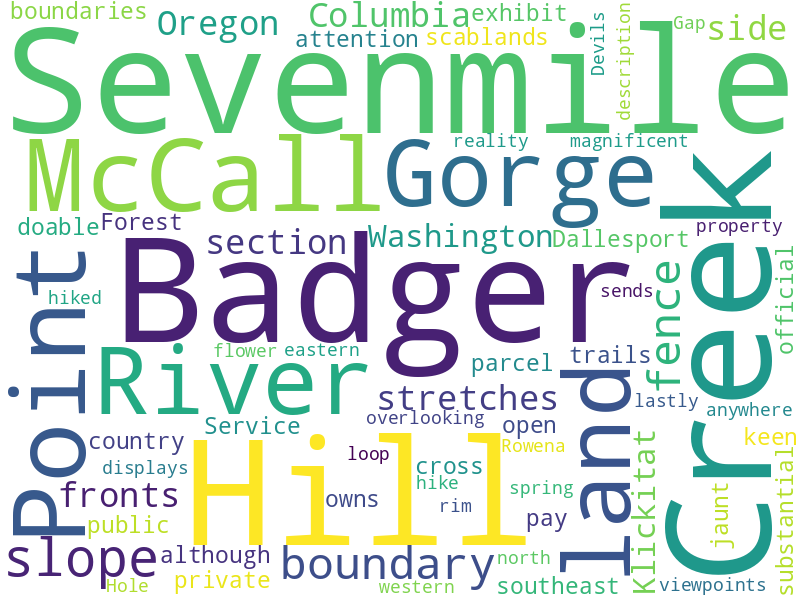 boundaries
Oregon
Columbia
exhibit
attention
scablands
Devils
description
Gap
side
Sevenmile
reality
magnificent
McCall
Gorge
Creek
doable
Forest
section
Washington
Dallesport
property
Point
hiked
Badger
sends
fence
official
flower
eastern
River
parcel
trails
land
stretches
lastly
anywhere
overlooking
Service
open
keen
country
Rowena
displays
Hill
loop
cross
hike
fronts
owns
rim
spring
Klickitat
jaunt
substantial
public
pay
slope
although
boundary
north
private
Hole
western
southeast
viewpoints